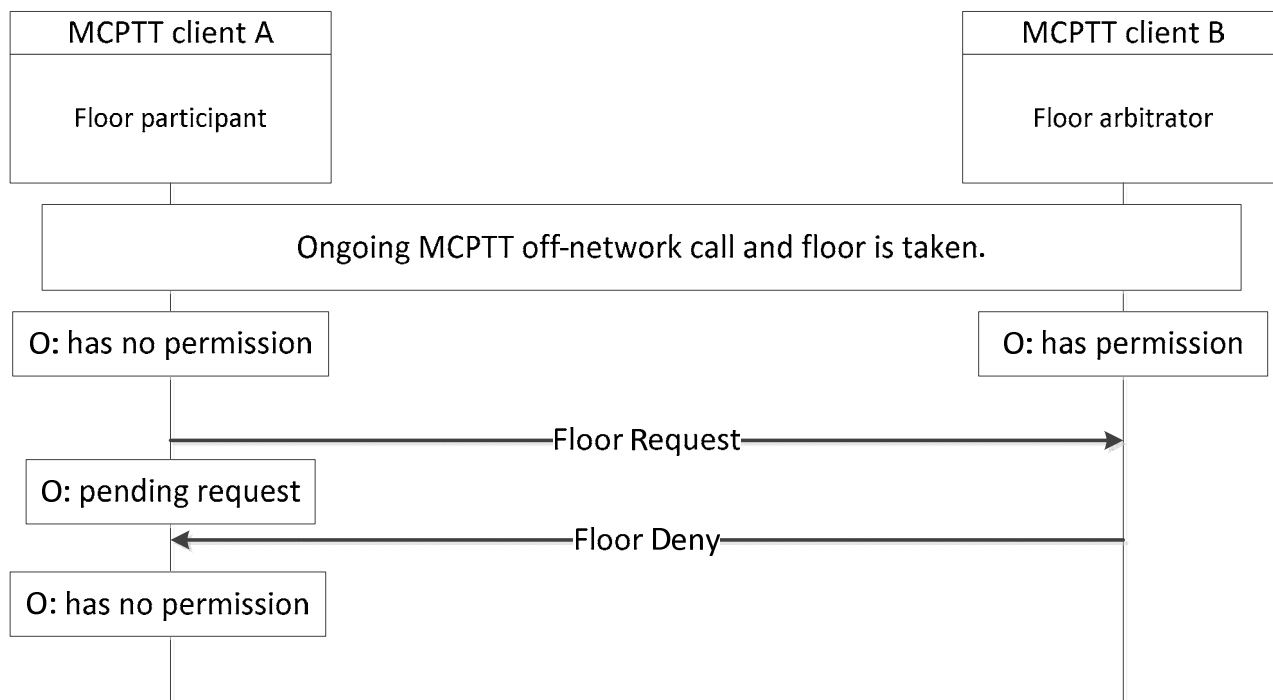 MCPTT client A
MCPTT client B
Floor participant
Floor arbitrator
Ongoing MCPTT off-network call and floor is taken.
O: has no permission
O: has permission
Floor Request
O: pending request
Floor Deny
O: has no permission